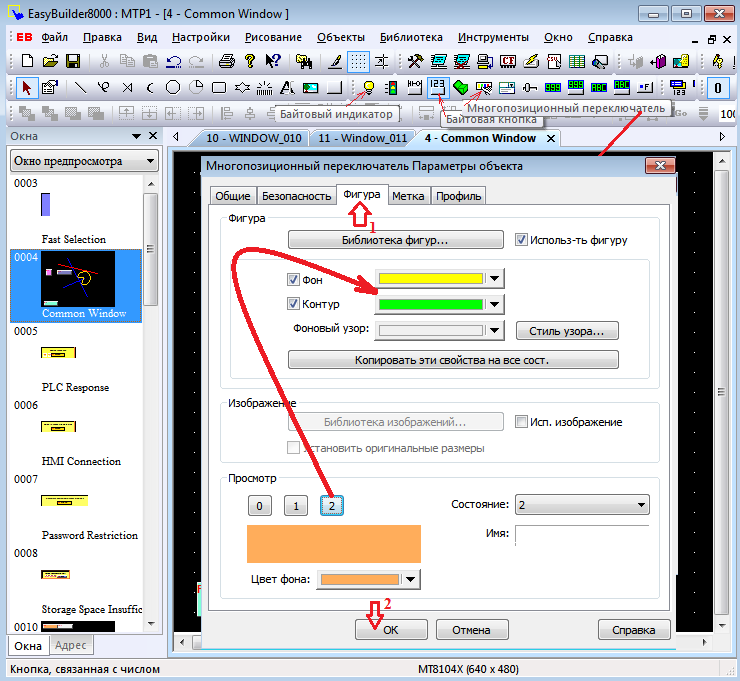 EasyBuilder8000 : MTP1 - [4 - Common Window ]
EB Файл Правка Вид Настройки Рисование Объекты Библиотека Инструменты Окно Справка
Байтовый индикатор
Байтовая кнопка
Многопозиционный переключатель
Окна
10 - WINDOW_010 11 - Window_011 4 - Common Window
Окно предпросмотра
0003
Fast Selection
0004
Common Window
0005
PLC Response
0006
HMI Connection
0007
Password Restriction
0008
Storage Space Insuffic
0010
Окна Адрес
Многопозиционный переключатель Параметры объекта
Общие Безопасность Фигура Метка Профиль
1
Фигура
Библиотека фигур... Использ-ть фигуру
Фон
Контур
Фоновый узор: Стиль узора...
Копировать эти свойства на все сост.
Изображение
Библиотека изображений... Исп. изображение
Установить оригинальные размеры
Просмотр
0 1 2 Состояние: 2
Имя:
Цвет фона:
2
OK Отмена Справка
Кнопка, связанная с числом MT8104X (640 x 480)